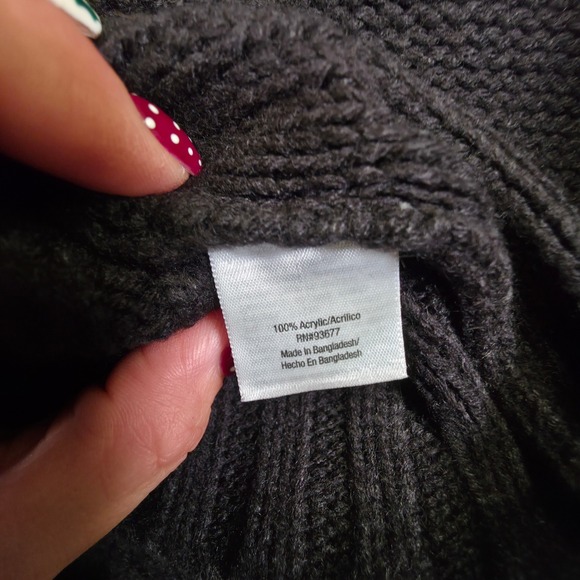 100% Acrylic/Acrilico
RN#93677
Made In Bangladesh/
Hecho En Bangladesh